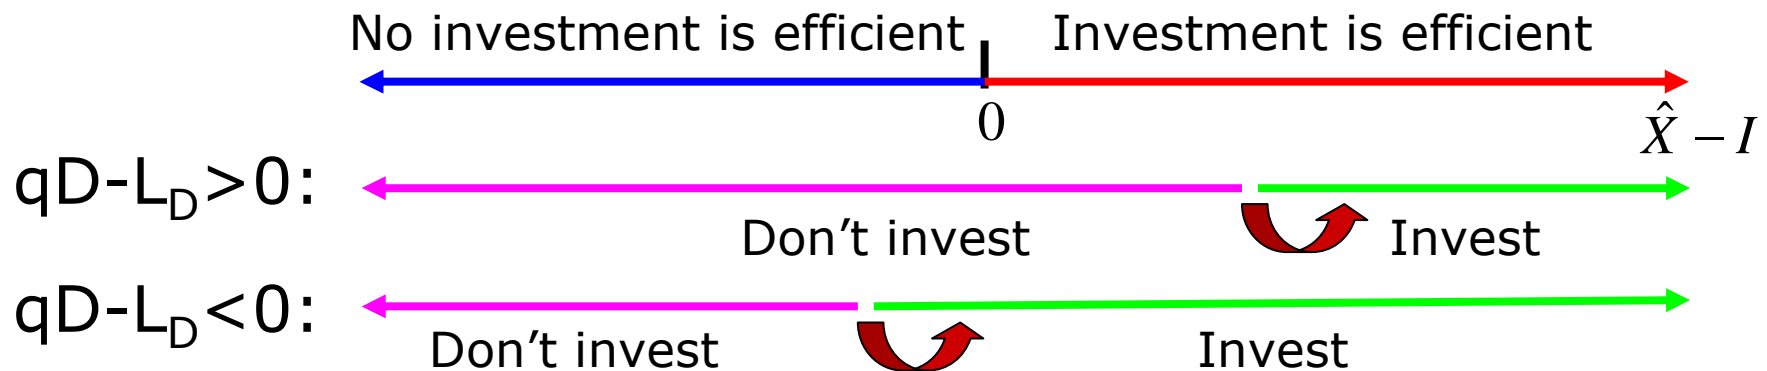 No investment is efficient Investment is efficient
0
X̂ − I
qD-L_D>0:
Don’t invest Invest
qD-L_D<0:
Don’t invest Invest